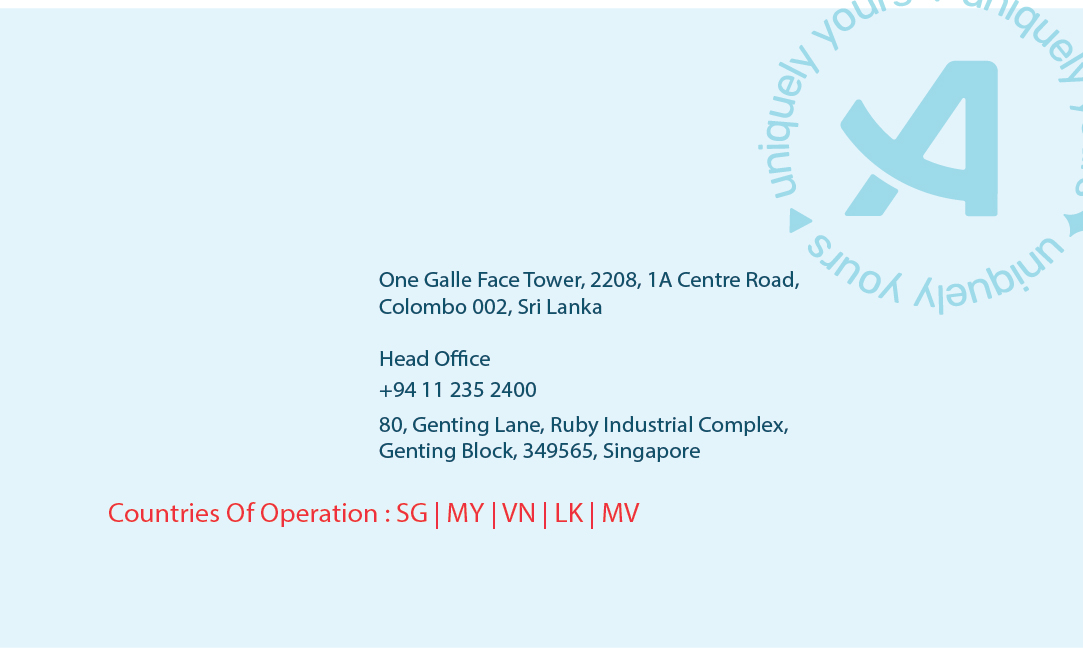 uniquely yours
uniquely yours
uniquely yours
One Galle Face Tower, 2208, 1A Centre Road,
Colombo 002, Sri Lanka
Head Office
+94 11 235 2400
80, Genting Lane, Ruby Industrial Complex,
Genting Block, 349565, Singapore
Countries Of Operation : SG | MY | VN | LK | MV